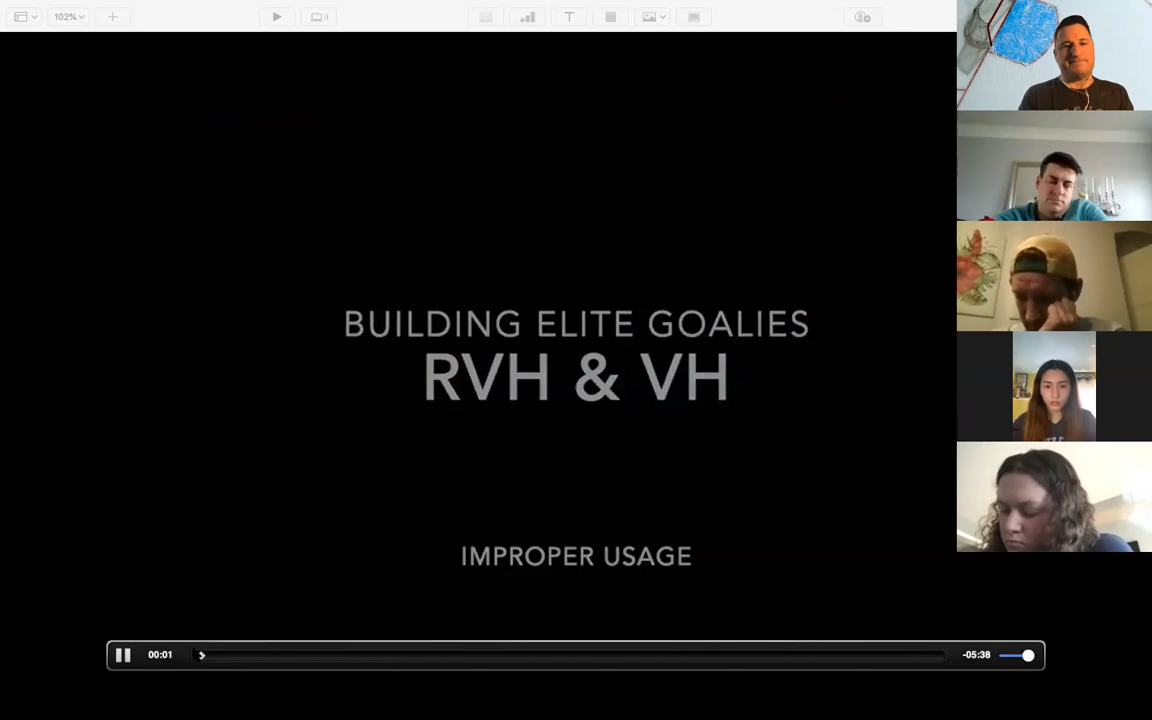 102%
BUILDING ELITE GOALIES
RVH & VH
IMPROPER USAGE
00:01
-05:38